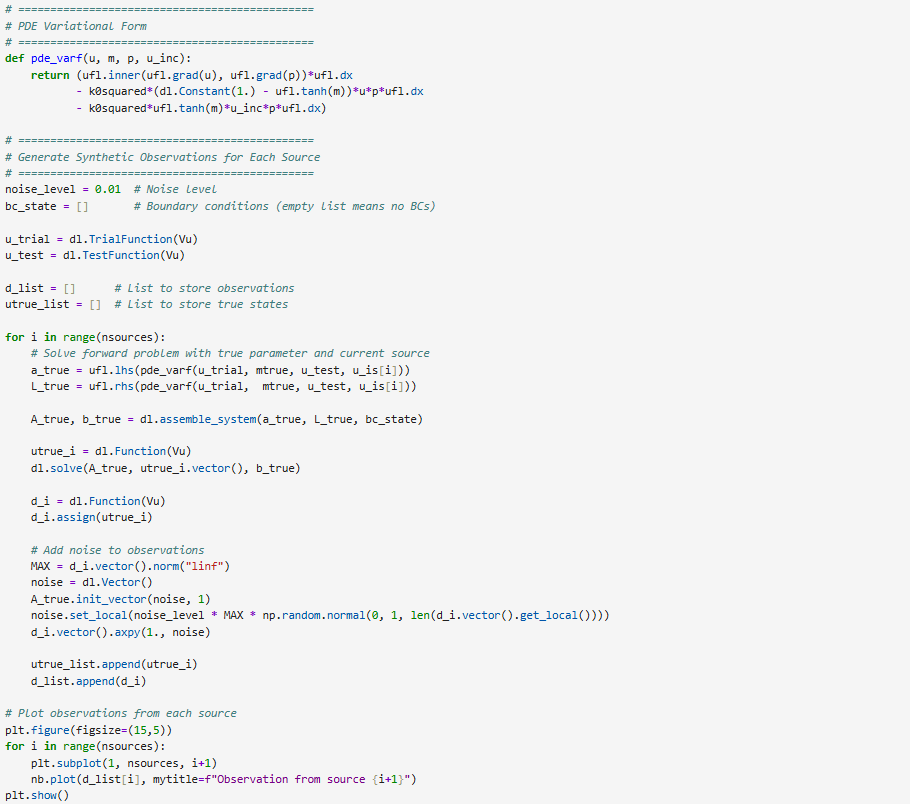 # ==============================================
# PDE Variational Form
# ==============================================
def pde_varf(u, m, p, u_inc):
    return (ufl.inner(ufl.grad(u), ufl.grad(p))*ufl.dx
           - k0squared*(dl.Constant(1.) - ufl.tanh(m))*u*p*ufl.dx
           - k0squared*ufl.tanh(m)*u_inc*p*ufl.dx)

# ==============================================
# Generate Synthetic Observations for Each Source
# ==============================================
noise_level = 0.01  # Noise level
bc_state = []       # Boundary conditions (empty list means no BCs)

u_trial = dl.TrialFunction(Vu)
u_test = dl.TestFunction(Vu)

d_list = []      # List to store observations
utrue_list = []  # List to store true states

for i in range(nsources):
    # Solve forward problem with true parameter and current source
    a_true = ufl.lhs(pde_varf(u_trial, mtrue, u_test, u_is[i]))
    L_true = ufl.rhs(pde_varf(u_trial,  mtrue, u_test, u_is[i]))

    A_true, b_true = dl.assemble_system(a_true, L_true, bc_state)

    utrue_i = dl.Function(Vu)
    dl.solve(A_true, utrue_i.vector(), b_true)

    d_i = dl.Function(Vu)
    d_i.assign(utrue_i)

    # Add noise to observations
    MAX = d_i.vector().norm("linf")
    noise = dl.Vector()
    A_true.init_vector(noise, 1)
    noise.set_local(noise_level * MAX * np.random.normal(0, 1, len(d_i.vector().get_local())))
    d_i.vector().axpy(1., noise)

    utrue_list.append(utrue_i)
    d_list.append(d_i)

# Plot observations from each source
plt.figure(figsize=(15,5))
for i in range(nsources):
    plt.subplot(1, nsources, i+1)
    nb.plot(d_list[i], mytitle=f"Observation from source {i+1}")
plt.show()